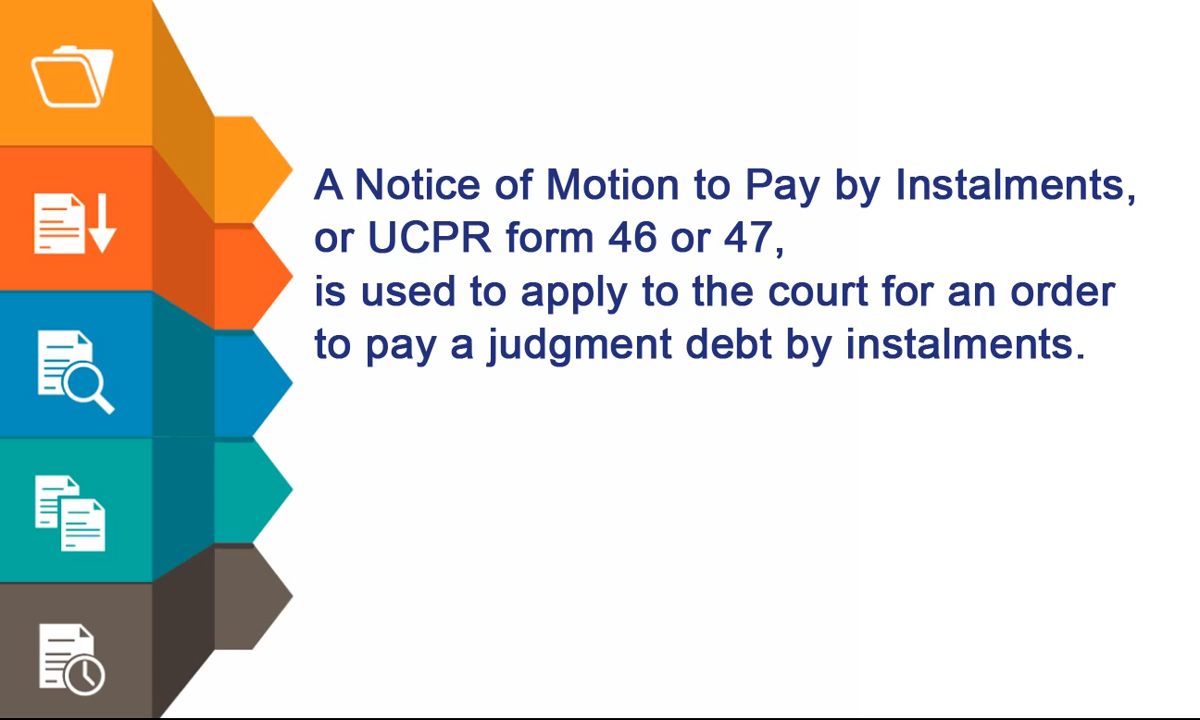 A Notice of Motion to Pay by Instalments,
or UCPR form 46 or 47,
is used to apply to the court for an order
to pay a judgment debt by instalments.